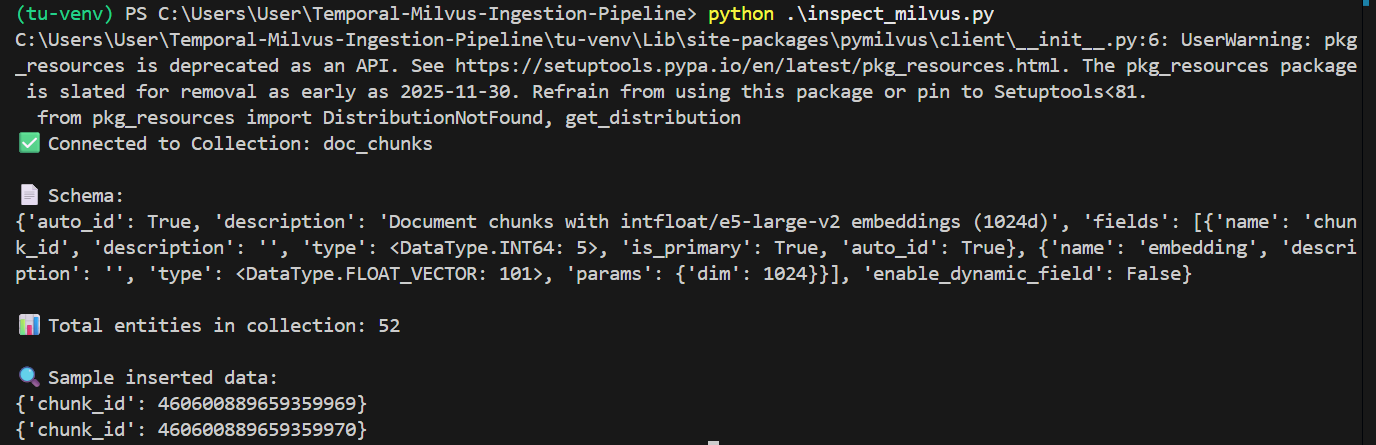 (tu-venv) PS C:\Users\User\Temporal-Milvus-Ingestion-Pipeline> python .\inspect_milvus.py
C:\Users\User\Temporal-Milvus-Ingestion-Pipeline\tu-venv\Lib\site-packages\pymilvus\client\__init__.py:6: UserWarning: pkg
_resources is deprecated as an API. See https://setuptools.pypa.io/en/latest/pkg_resources.html. The pkg_resources package
 is slated for removal as early as 2025-11-30. Refrain from using this package or pin to Setuptools<81.
  from pkg_resources import DistributionNotFound, get_distribution
✅ Connected to Collection: doc_chunks

📄 Schema:
{'auto_id': True, 'description': 'Document chunks with intfloat/e5-large-v2 embeddings (1024d)', 'fields': [{'name': 'chun
k_id', 'description': '', 'type': <DataType.INT64: 5>, 'is_primary': True, 'auto_id': True}, {'name': 'embedding', 'descri
ption': '', 'type': <DataType.FLOAT_VECTOR: 101>, 'params': {'dim': 1024}}], 'enable_dynamic_field': False}

📊 Total entities in collection: 52

🔍 Sample inserted data:
{'chunk_id': 460600889659359969}
{'chunk_id': 460600889659359970}